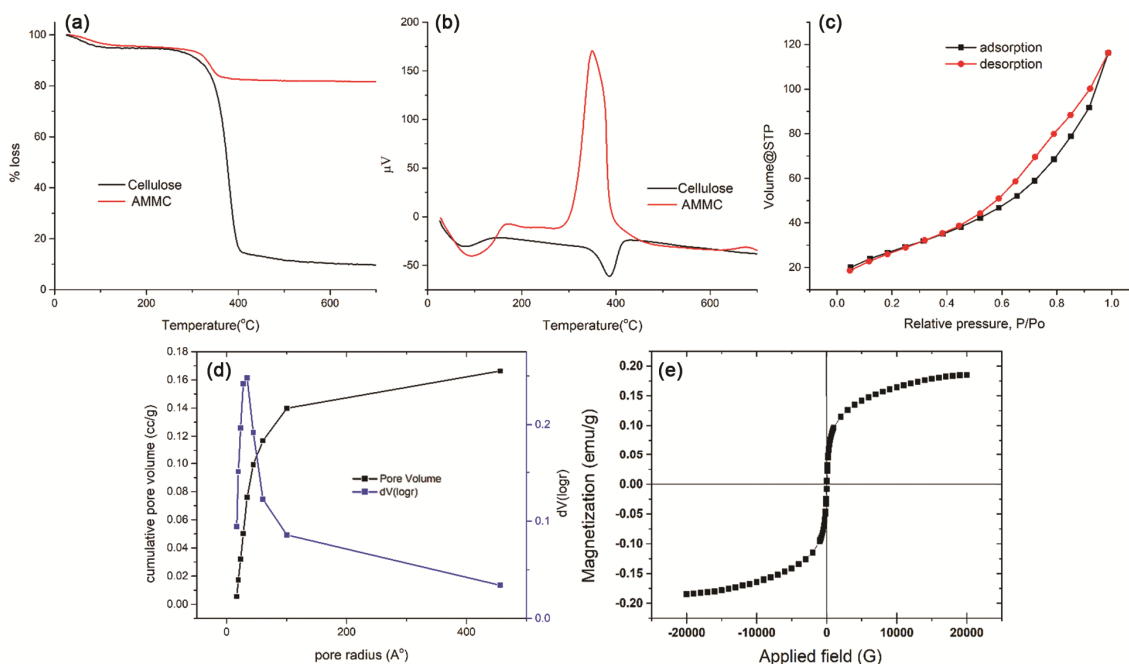 (a)
100
80
60
40
20
0
% loss
Cellulose
AMMC
0
200
400
600
Temperature(°C)
(b)
200
150
100
50
0
-50
µV
Cellulose
AMMC
0
200
400
600
Temperature(°C)
(c)
120
100
80
60
40
20
Volume@STP
adsorption
desorption
0.0
0.2
0.4
0.6
0.8
1.0
Relative pressure, P/Po
(d)
0.18
0.16
0.14
0.12
0.10
0.08
0.06
0.04
0.02
0.00
cumulative pore volume (cc/g)
Pore Volume
dV(logr)
0.2
0.1
0.0
dV(logr)
0
200
400
pore radius (A°)
(e)
0.20
0.15
0.10
0.05
0.00
-0.05
-0.10
-0.15
-0.20
Magnetization (emu/g)
-20000
-10000
0
10000
20000
Applied field (G)